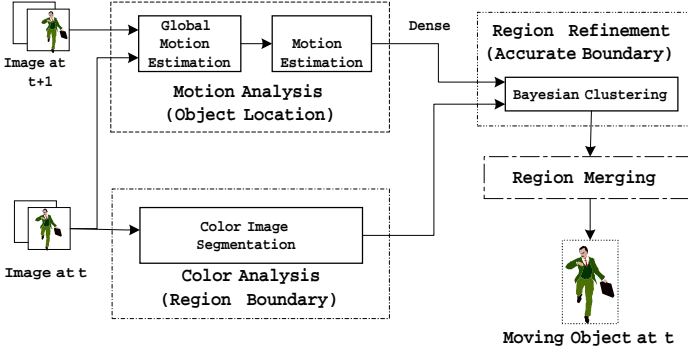 Image at
t+1
Global
Motion
Estimation
Motion
Estimation
Motion Analysis
(Object Location)
Dense
Region Refinement
(Accurate Boundary)
Bayesian Clustering
Region Merging
Image at t
Color Image
Segmentation
Color Analysis
(Region Boundary)
Moving Object at t